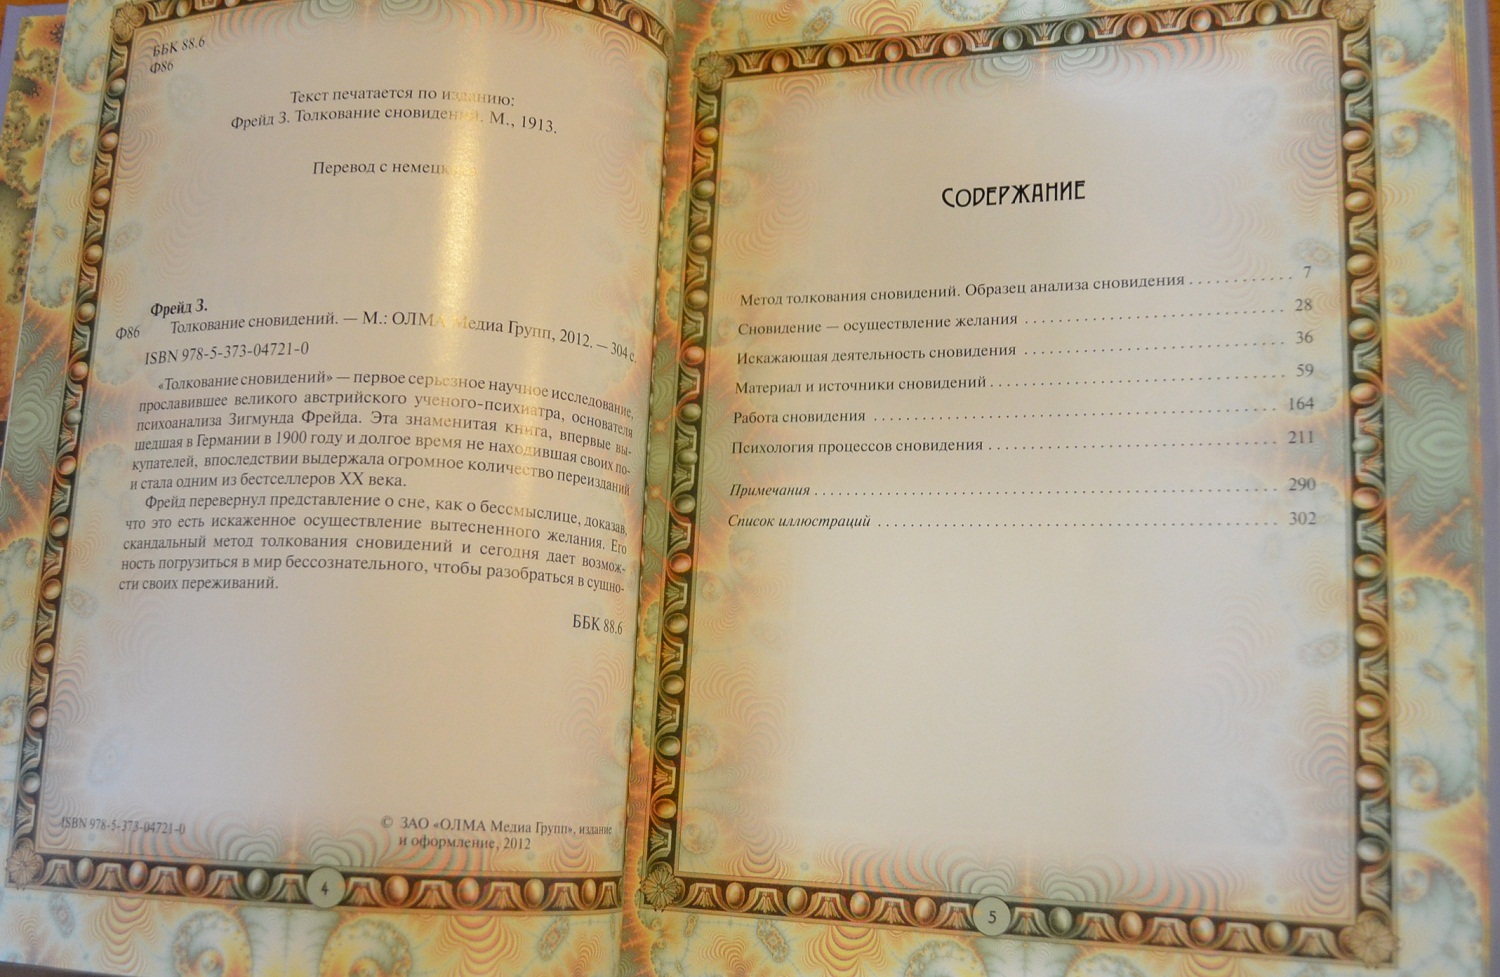 ББК 88.6
Ф86
Текст печатается по изданию:
Фрейд З. Толкование сновидений. М., 1913.
Перевод с немецкого
Фрейд З.
Ф86 Толкование сновидений. — М.: ОЛМА Медиа Групп, 2012. — 304 с.
ISBN 978-5-373-04721-0
«Толкование сновидений» — первое серьезное научное исследование,
прославившее великого австрийского ученого-психиатра, основателя
психоанализа Зигмунда Фрейда. Эта знаменитая книга, впервые вы-
шедшая в Германии в 1900 году и долгое время не находившая своих по-
купателей, впоследствии выдержала огромное количество переизданий
и стала одним из бестселлеров XX века.
Фрейд перевернул представление о сне, как о бессмыслице, доказав,
что это есть искаженное осуществление вытесненного желания. Его
скандальный метод толкования сновидений и сегодня дает возмож-
ность погрузиться в мир бессознательного, чтобы разобраться в сущно-
сти своих переживаний.
ББК 88.6
ISBN 978-5-373-04721-0
© ЗАО «ОЛМА Медиа Групп», издание
и оформление, 2012
4
СОДЕРЖАНИЕ
Метод толкования сновидений. Образец анализа сновидения . . . . . . . . . . . 7
Сновидение — осуществление желания . . . . . . . . . . . . . . . . . . . . . . . . . . . . 28
Искажающая деятельность сновидения . . . . . . . . . . . . . . . . . . . . . . . . . . . . 36
Материал и источники сновидений . . . . . . . . . . . . . . . . . . . . . . . . . . . . . . . 59
Работа сновидения . . . . . . . . . . . . . . . . . . . . . . . . . . . . . . . . . . . . . . . . . . 164
Психология процессов сновидения . . . . . . . . . . . . . . . . . . . . . . . . . . . . . . . 211
Примечания . . . . . . . . . . . . . . . . . . . . . . . . . . . . . . . . . . . . . . . . . . . . . . . 290
Список иллюстраций . . . . . . . . . . . . . . . . . . . . . . . . . . . . . . . . . . . . . . . . . 302
5